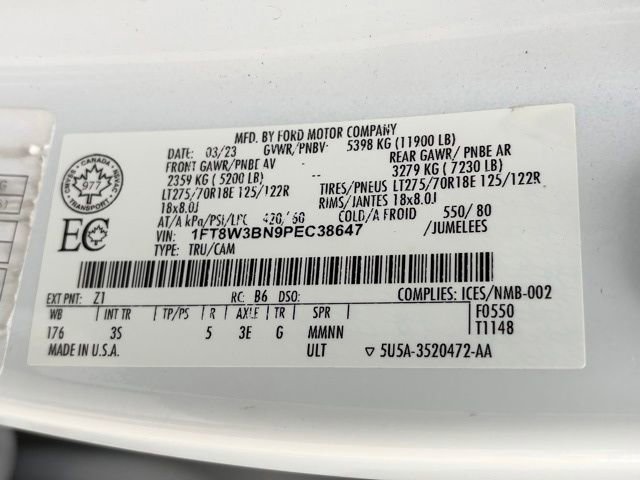 MFD. BY FORD MOTOR COMPANY
DATE: 03/23 GVWR/PNBV 5398 KG (11900 LB)
FRONT GAWR/PNBE AV REAR GAWR/ PNBE AR
2359 KG ( 5200 LB) 3279 KG ( 7230 LB)
LT275/70R18E 125/122R TIRES/PNEUS LT275/70R18E 125/122R
18x8.0J RIMS/JANTES 18x8.0J
AT/A kPa/PSI/LPC 420/ 60 COLD/A FROID 550/ 80
VIN: 1FT8W3BN9PEC38647 /JUMELEES
TYPE: TRU/CAM
CANADA
977
TRANSPORT
EC
EXT PNT: Z1 RC: B6 DSO: COMPLIES: ICES/NMB-002
WB INT TR TP/PS R AXLE TR SPR F0550
176 3S 5 3E G MMNN T1148
MADE IN U.S.A. ULT ▽ 5U5A-3520472-AA